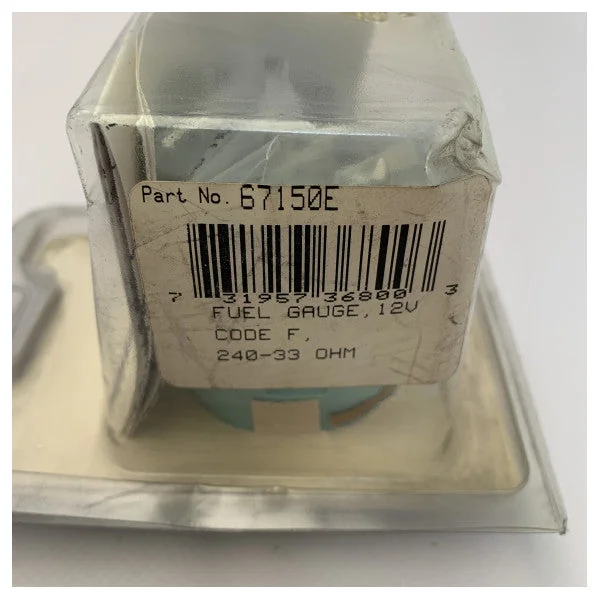 Part No. 67150E
7 31957 36800 3
FUEL GAUGE, 12V
CODE F,
240-33 OHM